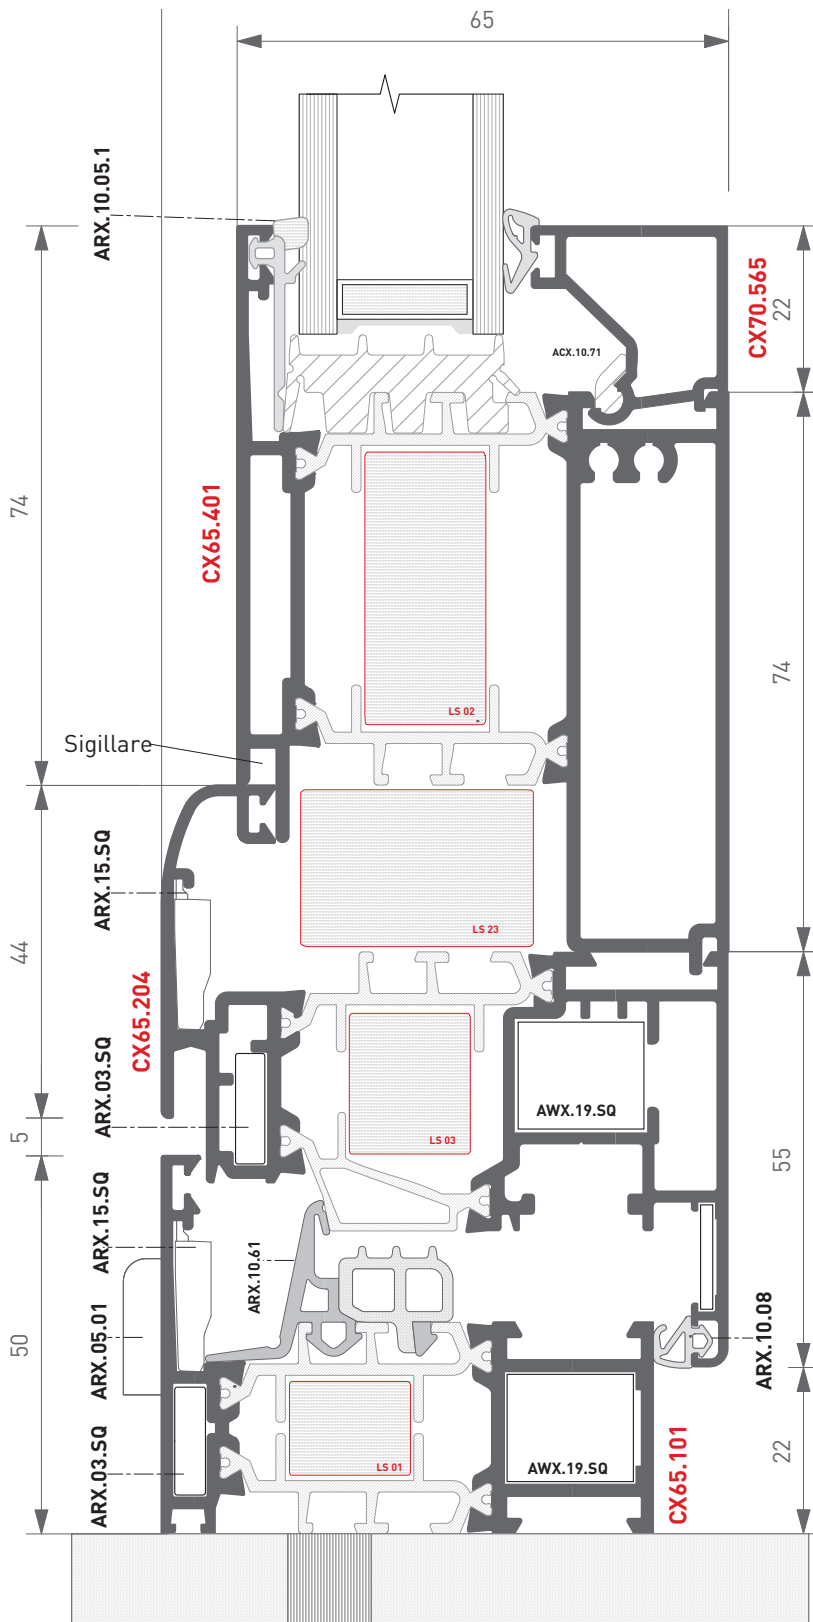 65
ARX.10.05.1
CX70.565
22
ACX.10.71
74
CX65.401
LS 02
74
Sigillare
ARX.15.SQ
LS 23
44
CX65.204
ARX.03.SQ
AWX.19.SQ
LS 03
5
55
ARX.15.SQ
ARX.10.61
ARX.05.01
50
ARX.10.08
ARX.03.SQ
LS 01
AWX.19.SQ
CX65.101
22